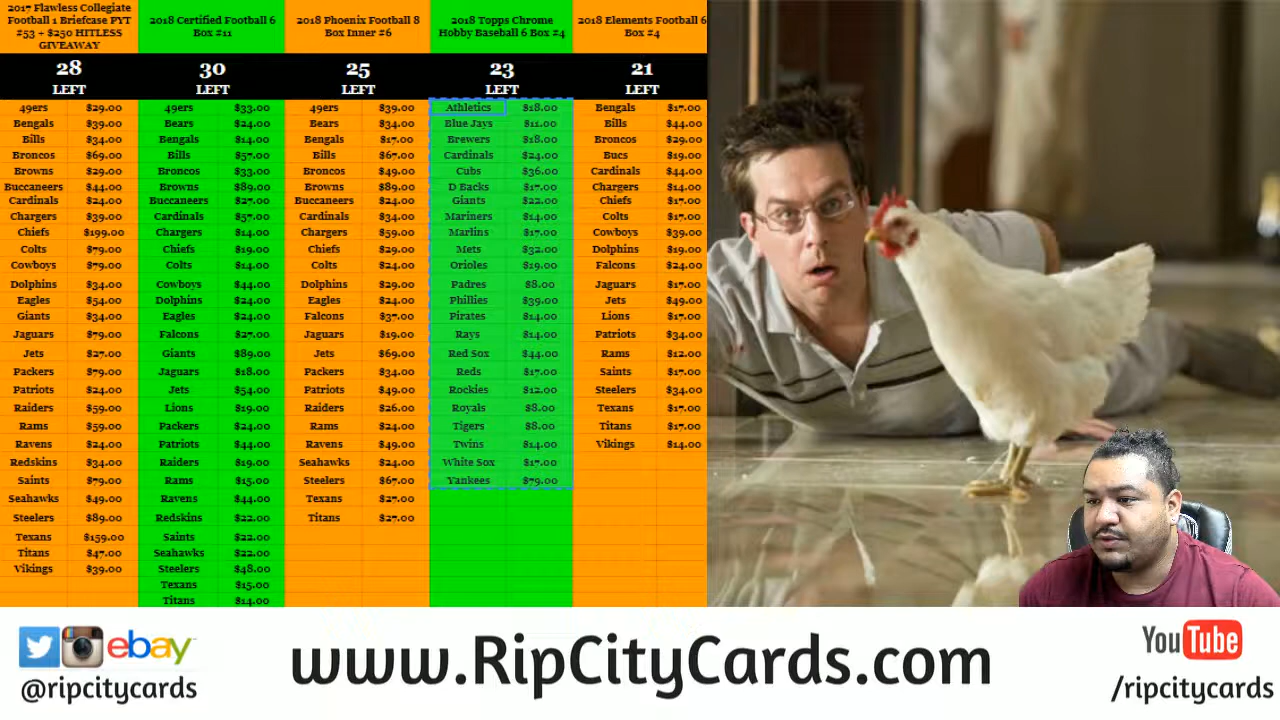 2017 Flawless Collegiate
Football 1 Briefcase PYT
#53 + $250 HITLESS
GIVEAWAY
28
LEFT
49ers $29.00
Bengals $39.00
Bills $34.00
Broncos $69.00
Browns $29.00
Buccaneers $44.00
Cardinals $24.00
Chargers $39.00
Chiefs $199.00
Colts $79.00
Cowboys $79.00
Dolphins $34.00
Eagles $54.00
Giants $34.00
Jaguars $79.00
Jets $27.00
Packers $79.00
Patriots $24.00
Raiders $59.00
Rams $59.00
Ravens $24.00
Redskins $34.00
Saints $79.00
Seahawks $49.00
Steelers $89.00
Texans $159.00
Titans $47.00
Vikings $39.00
2018 Certified Football 6
Box #11
30
LEFT
49ers $33.00
Bears $24.00
Bengals $14.00
Bills $57.00
Broncos $33.00
Browns $89.00
Buccaneers $27.00
Cardinals $57.00
Chargers $14.00
Chiefs $19.00
Colts $14.00
Cowboys $44.00
Dolphins $24.00
Eagles $24.00
Falcons $27.00
Giants $89.00
Jaguars $18.00
Jets $54.00
Lions $19.00
Packers $24.00
Patriots $44.00
Raiders $19.00
Rams $15.00
Ravens $44.00
Redskins $22.00
Saints $22.00
Seahawks $22.00
Steelers $48.00
Texans $15.00
Titans $14.00
2018 Phoenix Football 8
Box Inner #6
25
LEFT
49ers $39.00
Bears $34.00
Bengals $17.00
Bills $67.00
Broncos $49.00
Browns $89.00
Buccaneers $24.00
Cardinals $34.00
Chargers $59.00
Chiefs $29.00
Colts $24.00
Dolphins $29.00
Eagles $24.00
Falcons $37.00
Jaguars $19.00
Jets $69.00
Packers $34.00
Patriots $49.00
Raiders $26.00
Rams $24.00
Ravens $49.00
Seahawks $24.00
Steelers $67.00
Texans $27.00
Titans $27.00
2018 Topps Chrome
Hobby Baseball 6 Box #4
23
LEFT
Athletics $18.00
Blue Jays $11.00
Brewers $18.00
Cardinals $24.00
Cubs $36.00
D Backs $17.00
Giants $22.00
Mariners $14.00
Marlins $17.00
Mets $32.00
Orioles $19.00
Padres $8.00
Phillies $39.00
Pirates $14.00
Rays $14.00
Red Sox $44.00
Reds $17.00
Rockies $12.00
Royals $8.00
Tigers $8.00
Twins $14.00
White Sox $17.00
Yankees $79.00
2018 Elements Football 6
Box #4
21
LEFT
Bengals $17.00
Bills $44.00
Broncos $29.00
Bucs $19.00
Cardinals $44.00
Chargers $14.00
Chiefs $17.00
Colts $17.00
Cowboys $39.00
Dolphins $19.00
Falcons $24.00
Jaguars $17.00
Jets $49.00
Lions $17.00
Patriots $34.00
Rams $12.00
Saints $17.00
Steelers $34.00
Texans $17.00
Titans $17.00
Vikings $14.00
ebay
@ripcitycards
www.RipCityCards.com
YouTube
/ripcitycards